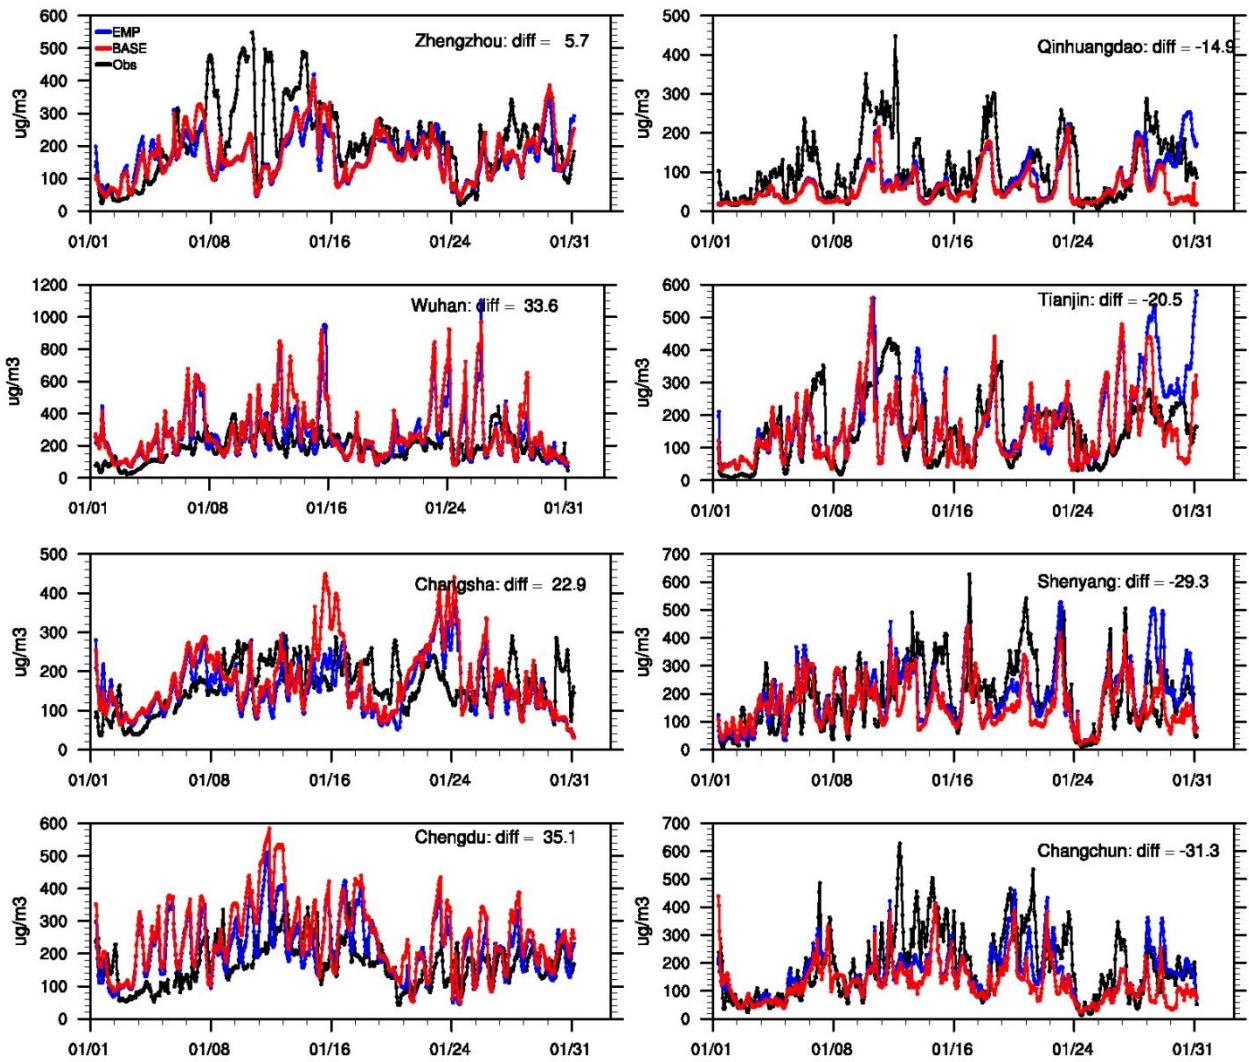 600
500
400
300
200
100
0
ug/m3
EMP
BASE
Obs
Zhengzhou: diff = 5.7
01/01 01/08 01/16 01/24 01/31
500
400
300
200
100
0
ug/m3
Qinhuangdao: diff = -14.9
01/01 01/08 01/16 01/24 01/31
1200
1000
800
600
400
200
0
ug/m3
Wuhan: diff = 33.6
01/01 01/08 01/16 01/24 01/31
600
500
400
300
200
100
0
ug/m3
Tianjin: diff = -20.5
01/01 01/08 01/16 01/24 01/31
500
400
300
200
100
0
ug/m3
Changsha: diff = 22.9
01/01 01/08 01/16 01/24 01/31
700
600
500
400
300
200
100
0
ug/m3
Shenyang: diff = -29.3
01/01 01/08 01/16 01/24 01/31
600
500
400
300
200
100
0
ug/m3
Chengdu: diff = 35.1
01/01 01/08 01/16 01/24 01/31
700
600
500
400
300
200
100
0
ug/m3
Changchun: diff = -31.3
01/01 01/08 01/16 01/24 01/31